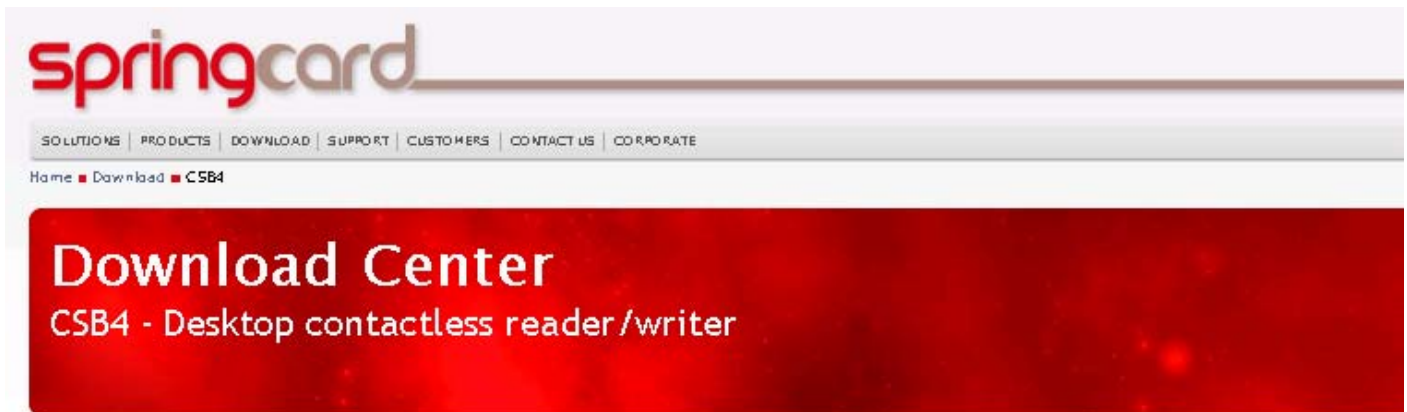 springcard
SOLUTIONS | PRODUCTS | DOWNLOAD | SUPPORT | CUSTOMERS | CONTACT US | CORPORATE
Home ■ Download ■ CSB4
Download Center
CSB4 - Desktop contactless reader/writer